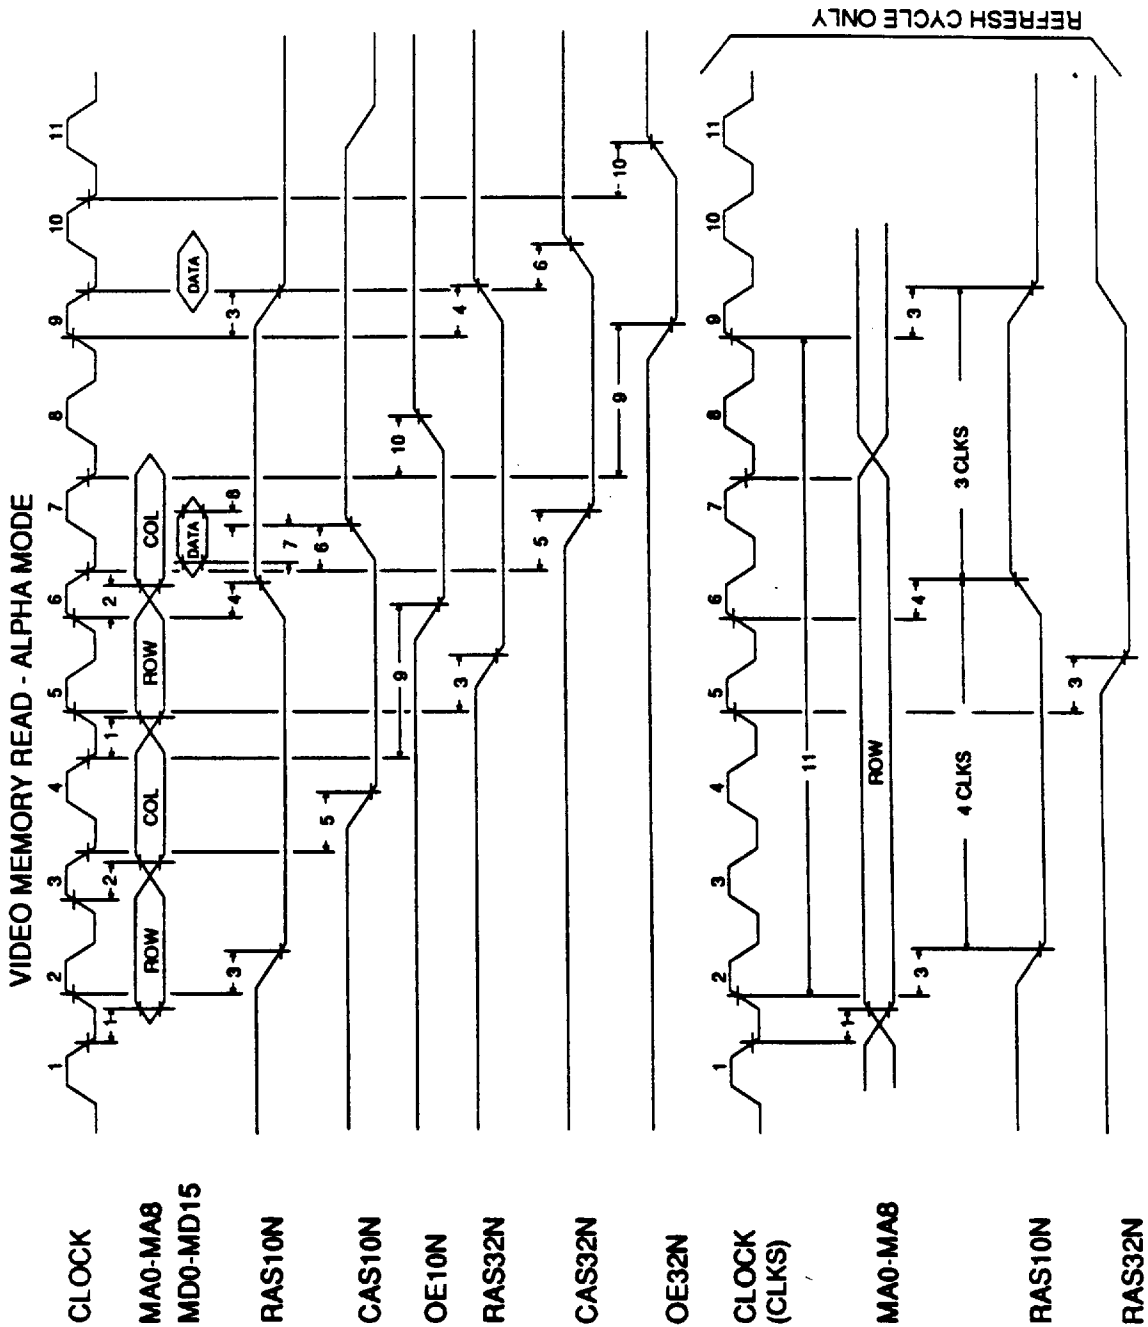 VIDEO MEMORY READ - ALPHA MODE
CLOCK
1 2 3 4 5 6 7 8 9 10 11
MA0-MA8
1 ROW 2 COL 1 ROW 2 COL
MD0-MD15
DATA 8 DATA
RAS10N
3 4 3
CAS10N
5 7 6
OE10N
9 10
RAS32N
3 4
CAS32N
5 6
OE32N
9 10
REFRESH CYCLE ONLY
CLOCK
(CLKS)
1 2 3 4 5 6 7 8 9 10 11
11
MA0-MA8
1 ROW
RAS10N
3 4 3
4 CLKS 3 CLKS
RAS32N
3